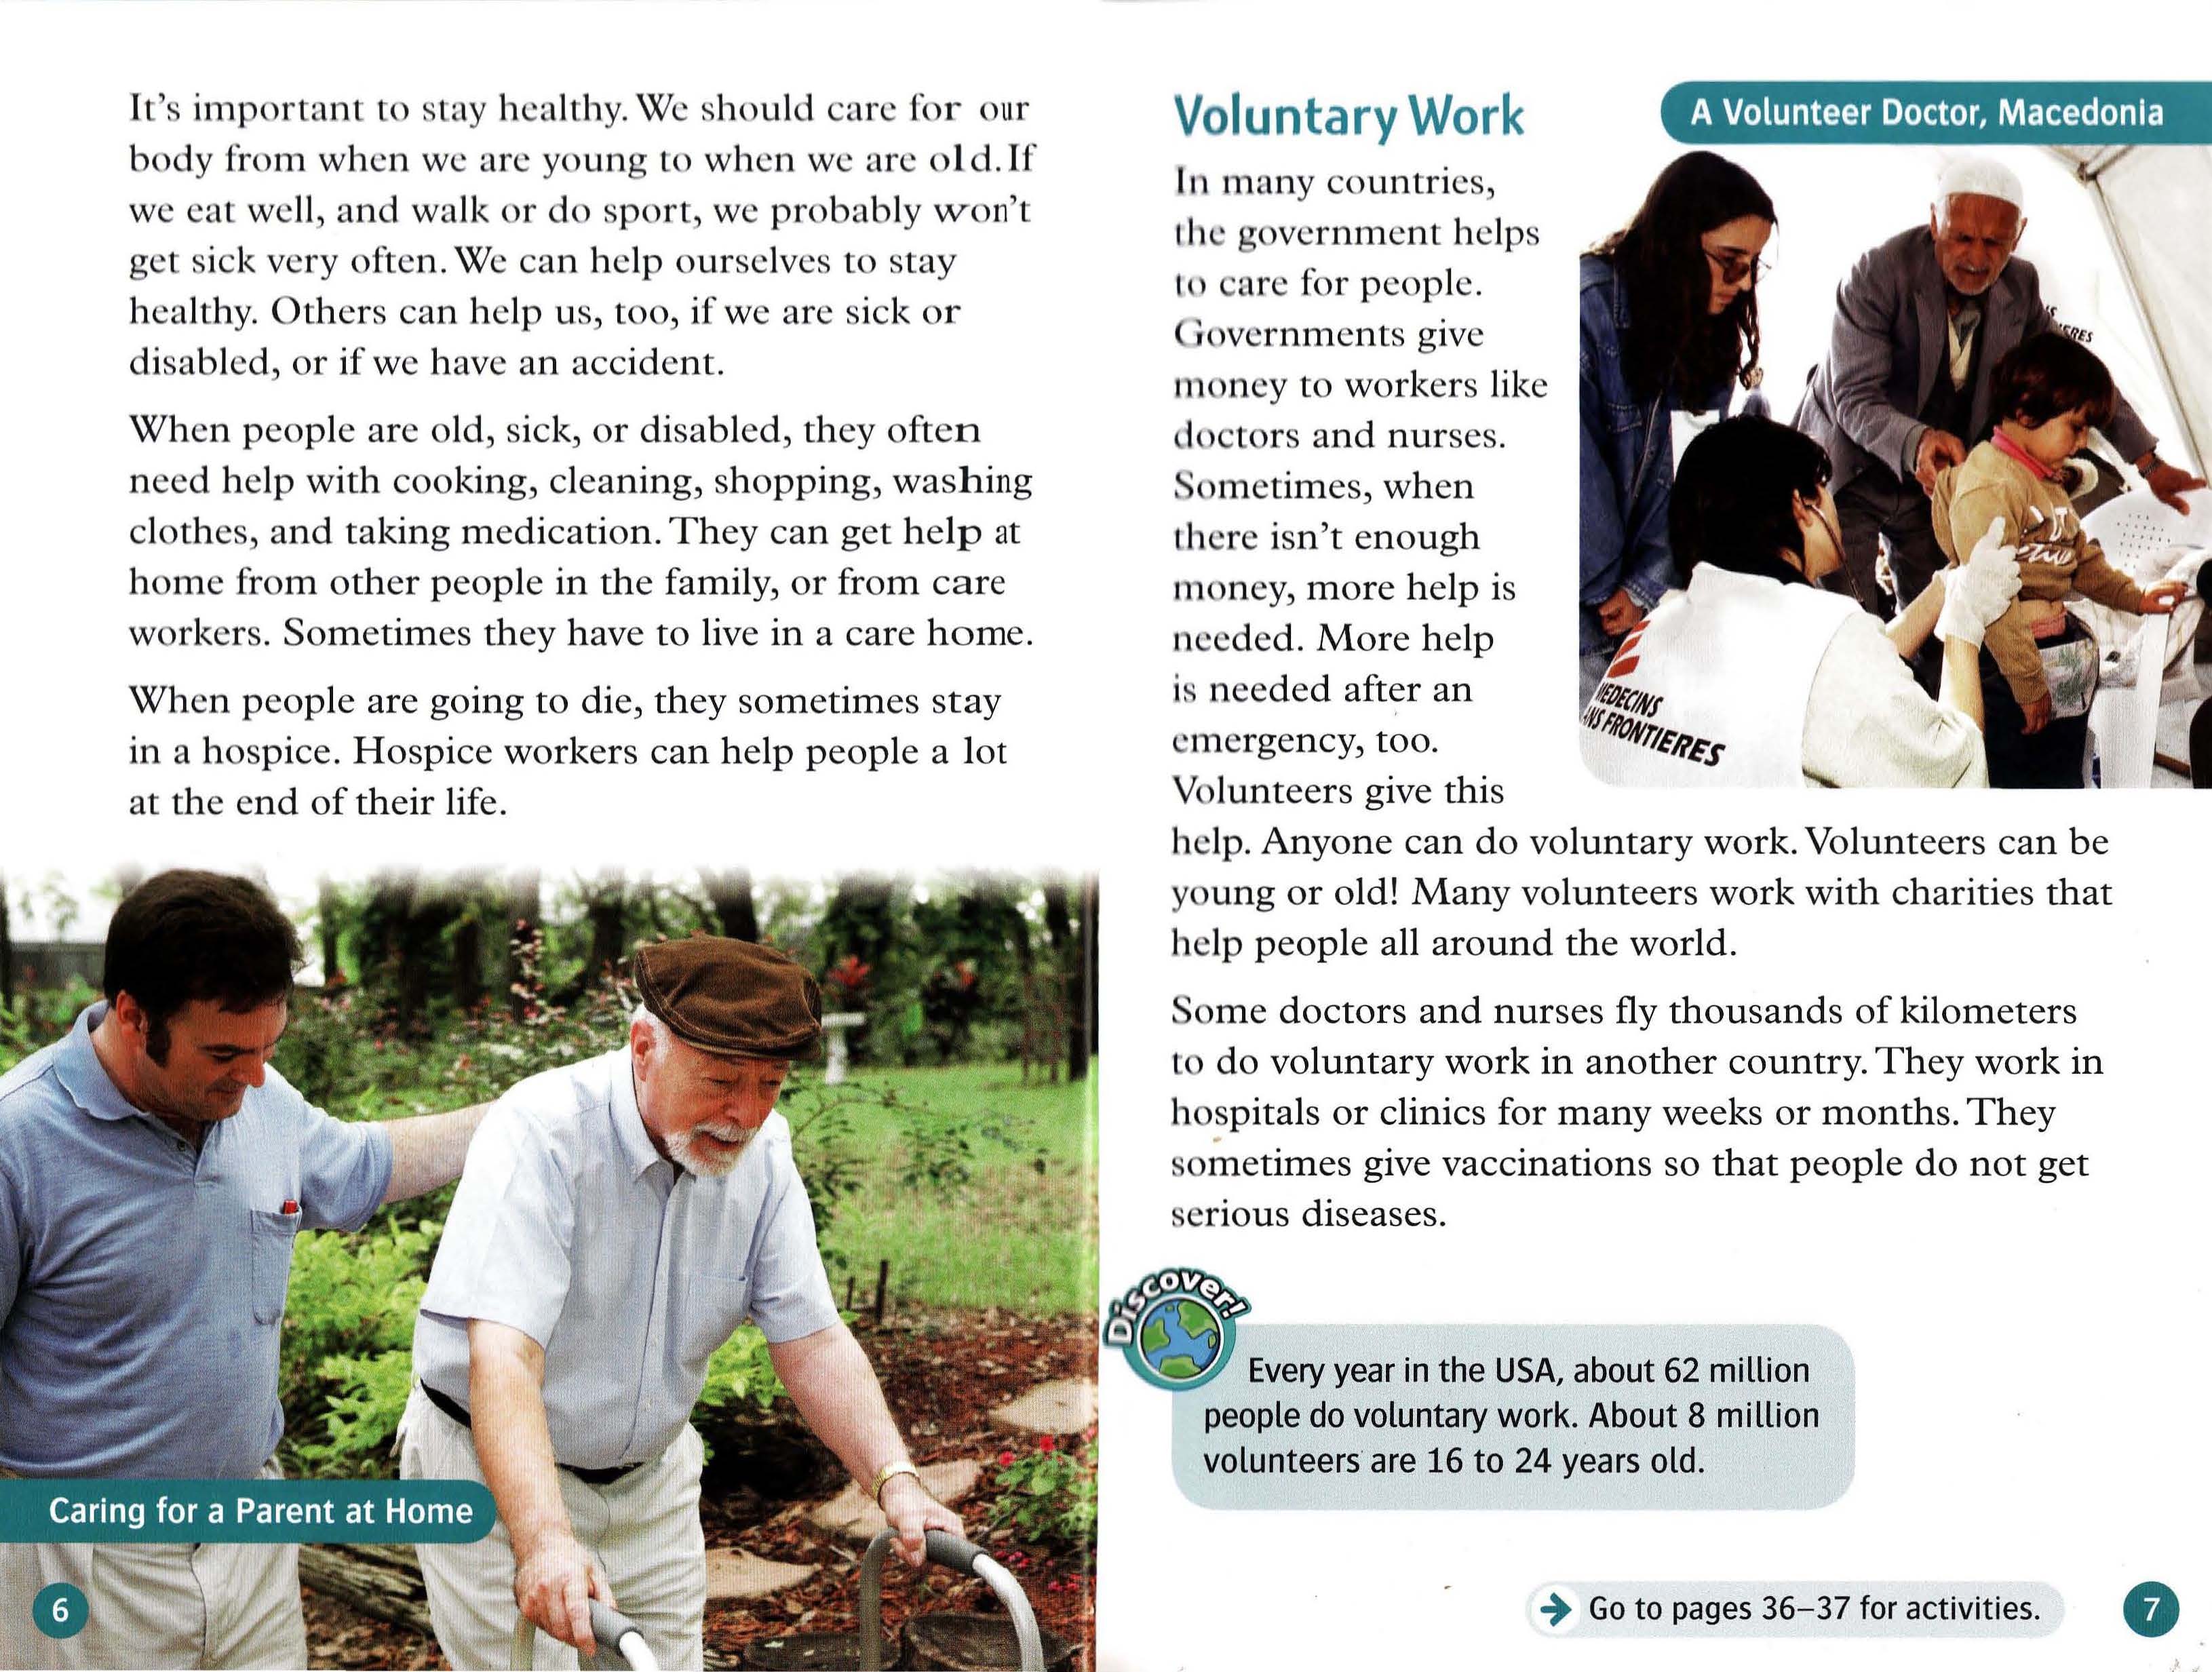 It's important to stay healthy. We should care for our
body from when we are young to when we are old. If
we eat well, and walk or do sport, we probably won't
get sick very often. We can help ourselves to stay
healthy. Others can help us, too, if we are sick or
disabled, or if we have an accident.
When people are old, sick, or disabled, they often
need help with cooking, cleaning, shopping, washing
clothes, and taking medication. They can get help at
home from other people in the family, or from care
workers. Sometimes they have to live in a care home.
When people are going to die, they sometimes stay
in a hospice. Hospice workers can help people a lot
at the end of their life.
Caring for a Parent at Home
6
Voluntary Work
A Volunteer Doctor, Macedonia
In many countries,
the government helps
to care for people.
Governments give
money to workers like
doctors and nurses.
Sometimes, when
there isn't enough
money, more help is
needed. More help
is needed after an
emergency, too.
Volunteers give this
help. Anyone can do voluntary work. Volunteers can be
young or old! Many volunteers work with charities that
help people all around the world.
MEDECINS
FRONTIERES
Some doctors and nurses fly thousands of kilometers
to do voluntary work in another country. They work in
hospitals or clinics for many weeks or months. They
sometimes give vaccinations so that people do not get
serious diseases.
Discover!
Every year in the USA, about 62 million
people do voluntary work. About 8 million
volunteers are 16 to 24 years old.
Go to pages 36–37 for activities.
7